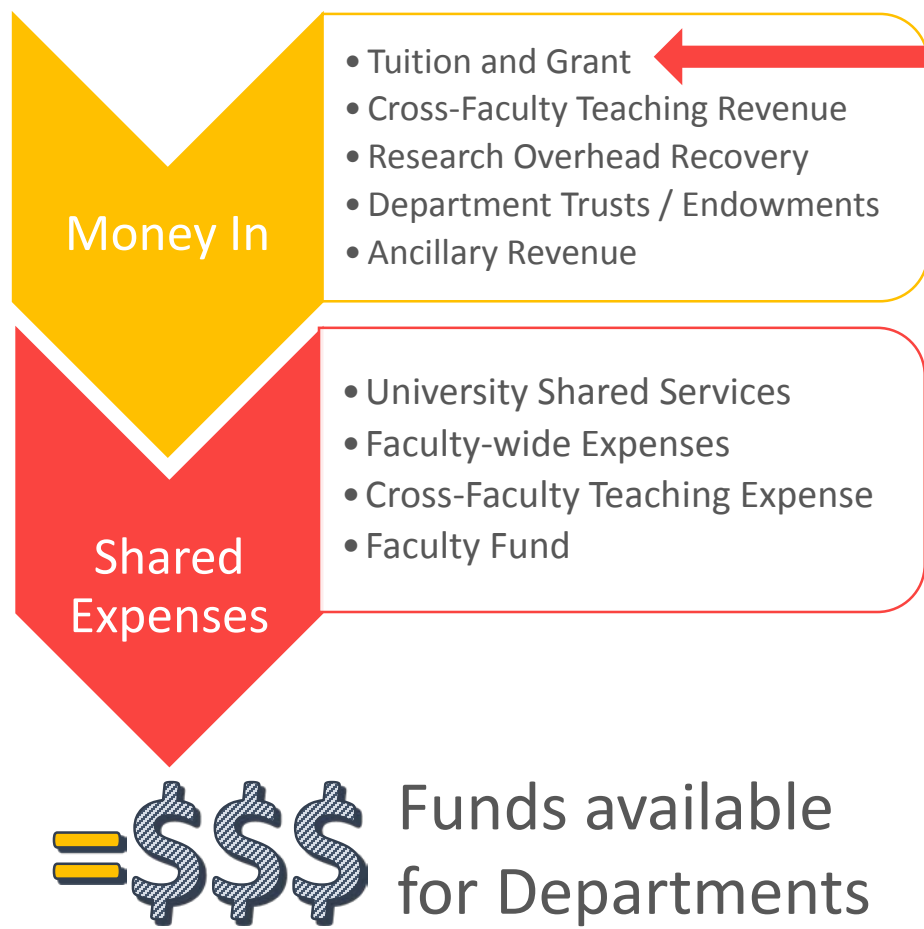 Money In
• Tuition and Grant
• Cross-Faculty Teaching Revenue
• Research Overhead Recovery
• Department Trusts / Endowments
• Ancillary Revenue
Shared
Expenses
• University Shared Services
• Faculty-wide Expenses
• Cross-Faculty Teaching Expense
• Faculty Fund
=$$$
Funds available
for Departments